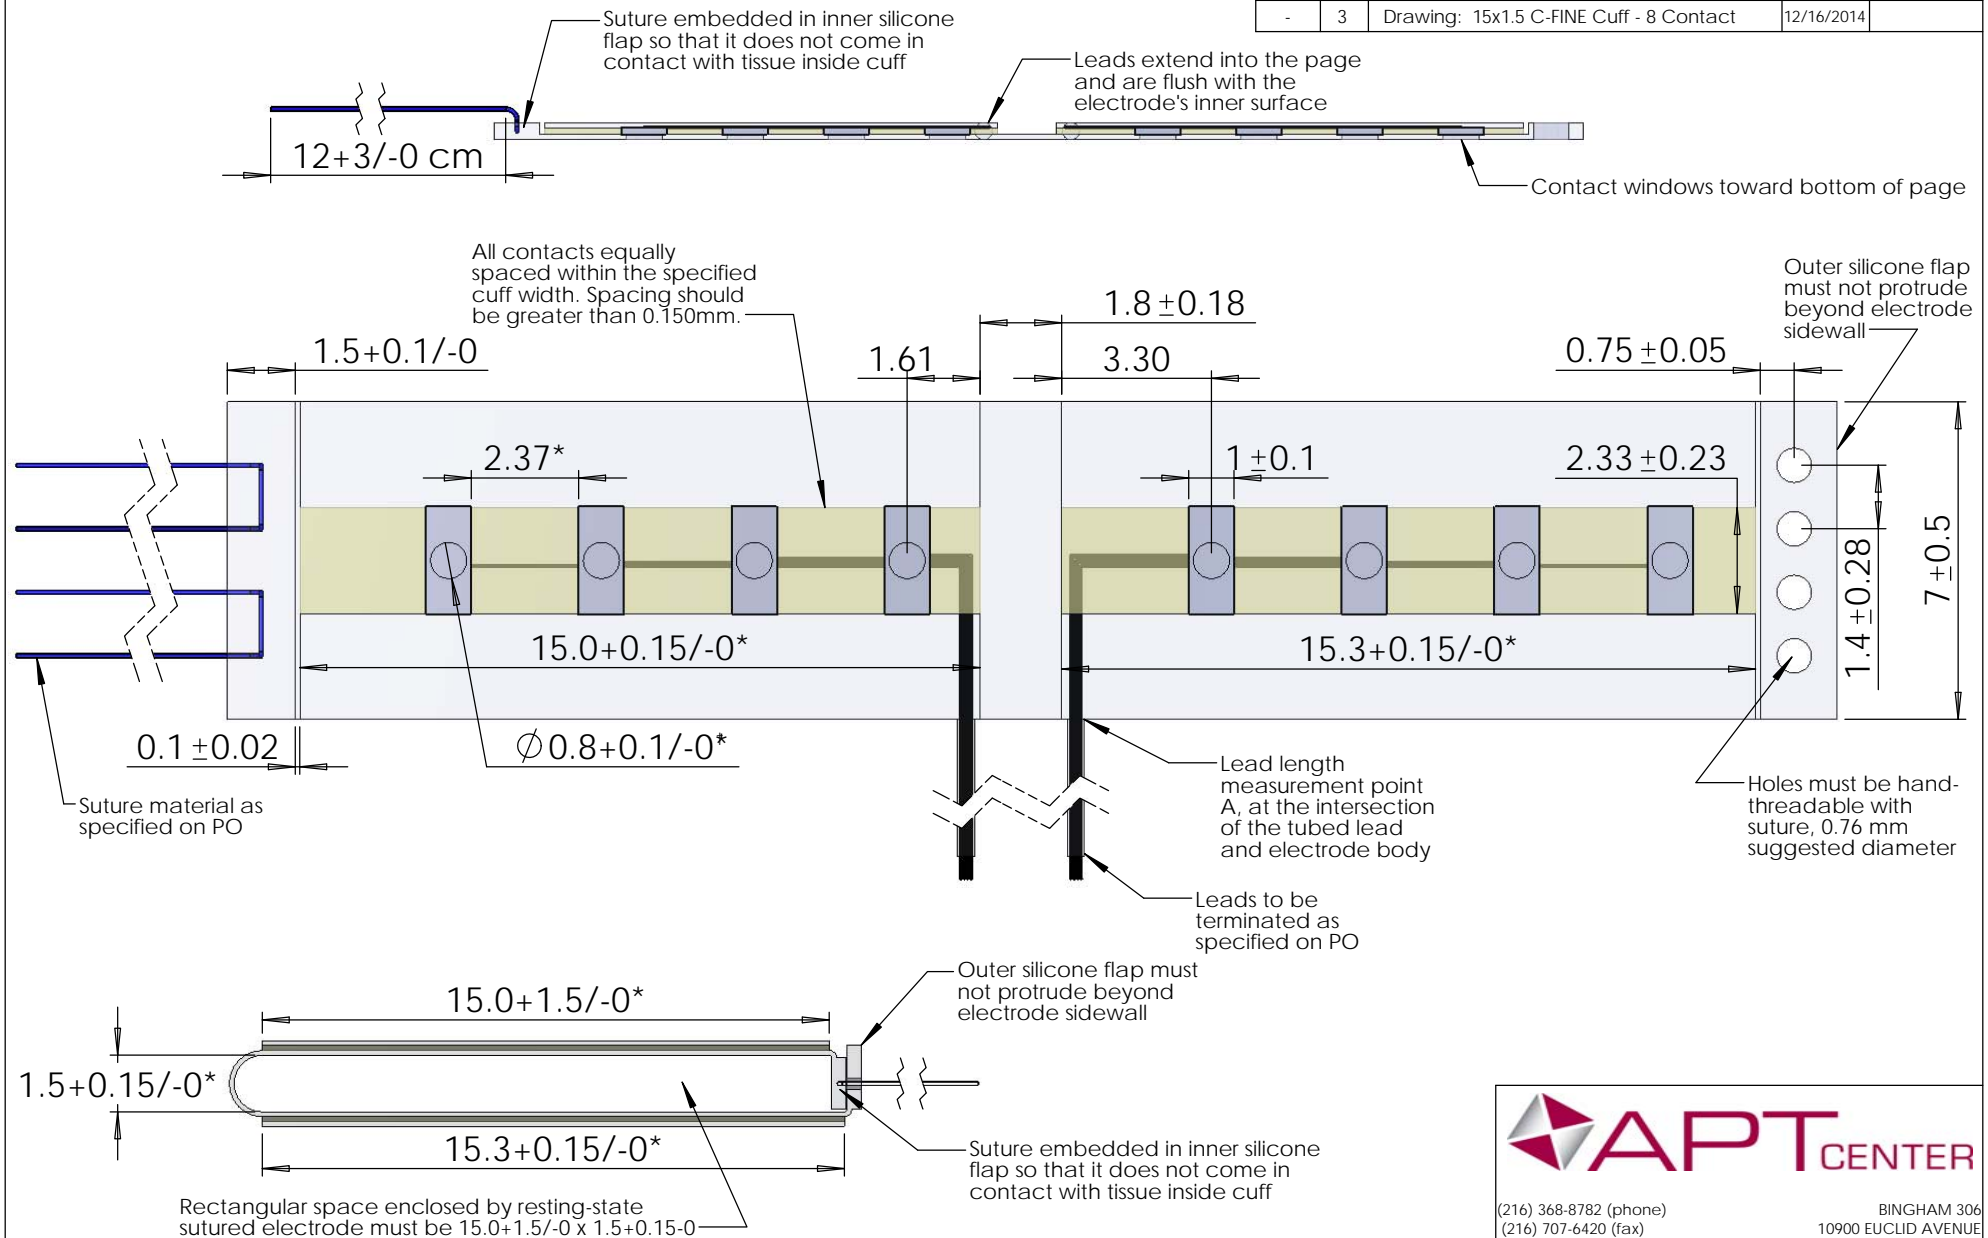 - 3 Drawing: 15x1.5 C-FINE Cuff - 8 Contact 12/16/2014
Suture embedded in inner silicone
flap so that it does not come in
contact with tissue inside cuff
Leads extend into the page
and are flush with the
electrode's inner surface
12+3/-0 cm
Contact windows toward bottom of page
All contacts equally
spaced within the specified
cuff width. Spacing should
be greater than 0.150mm.
Outer silicone flap
must not protrude
beyond electrode
sidewall
1.8±0.18
1.5+0.1/-0
1.61
3.30
0.75±0.05
2.37*
1±0.1
2.33±0.23
1.4±0.28
7±0.5
15.0+0.15/-0*
15.3+0.15/-0*
0.1±0.02
Ø0.8+0.1/-0*
Suture material as
specified on PO
Lead length
measurement point
A, at the intersection
of the tubed lead
and electrode body
Holes must be hand-
threadable with
suture, 0.76 mm
suggested diameter
Leads to be
terminated as
specified on PO
Outer silicone flap must
not protrude beyond
electrode sidewall
15.0+1.5/-0*
1.5+0.15/-0*
15.3+0.15/-0*
Suture embedded in inner silicone
flap so that it does not come in
contact with tissue inside cuff
Rectangular space enclosed by resting-state
sutured electrode must be 15.0+1.5/-0 x 1.5+0.15-0
APT CENTER
(216) 368-8782 (phone) BINGHAM 306
(216) 707-6420 (fax) 10900 EUCLID AVENUE